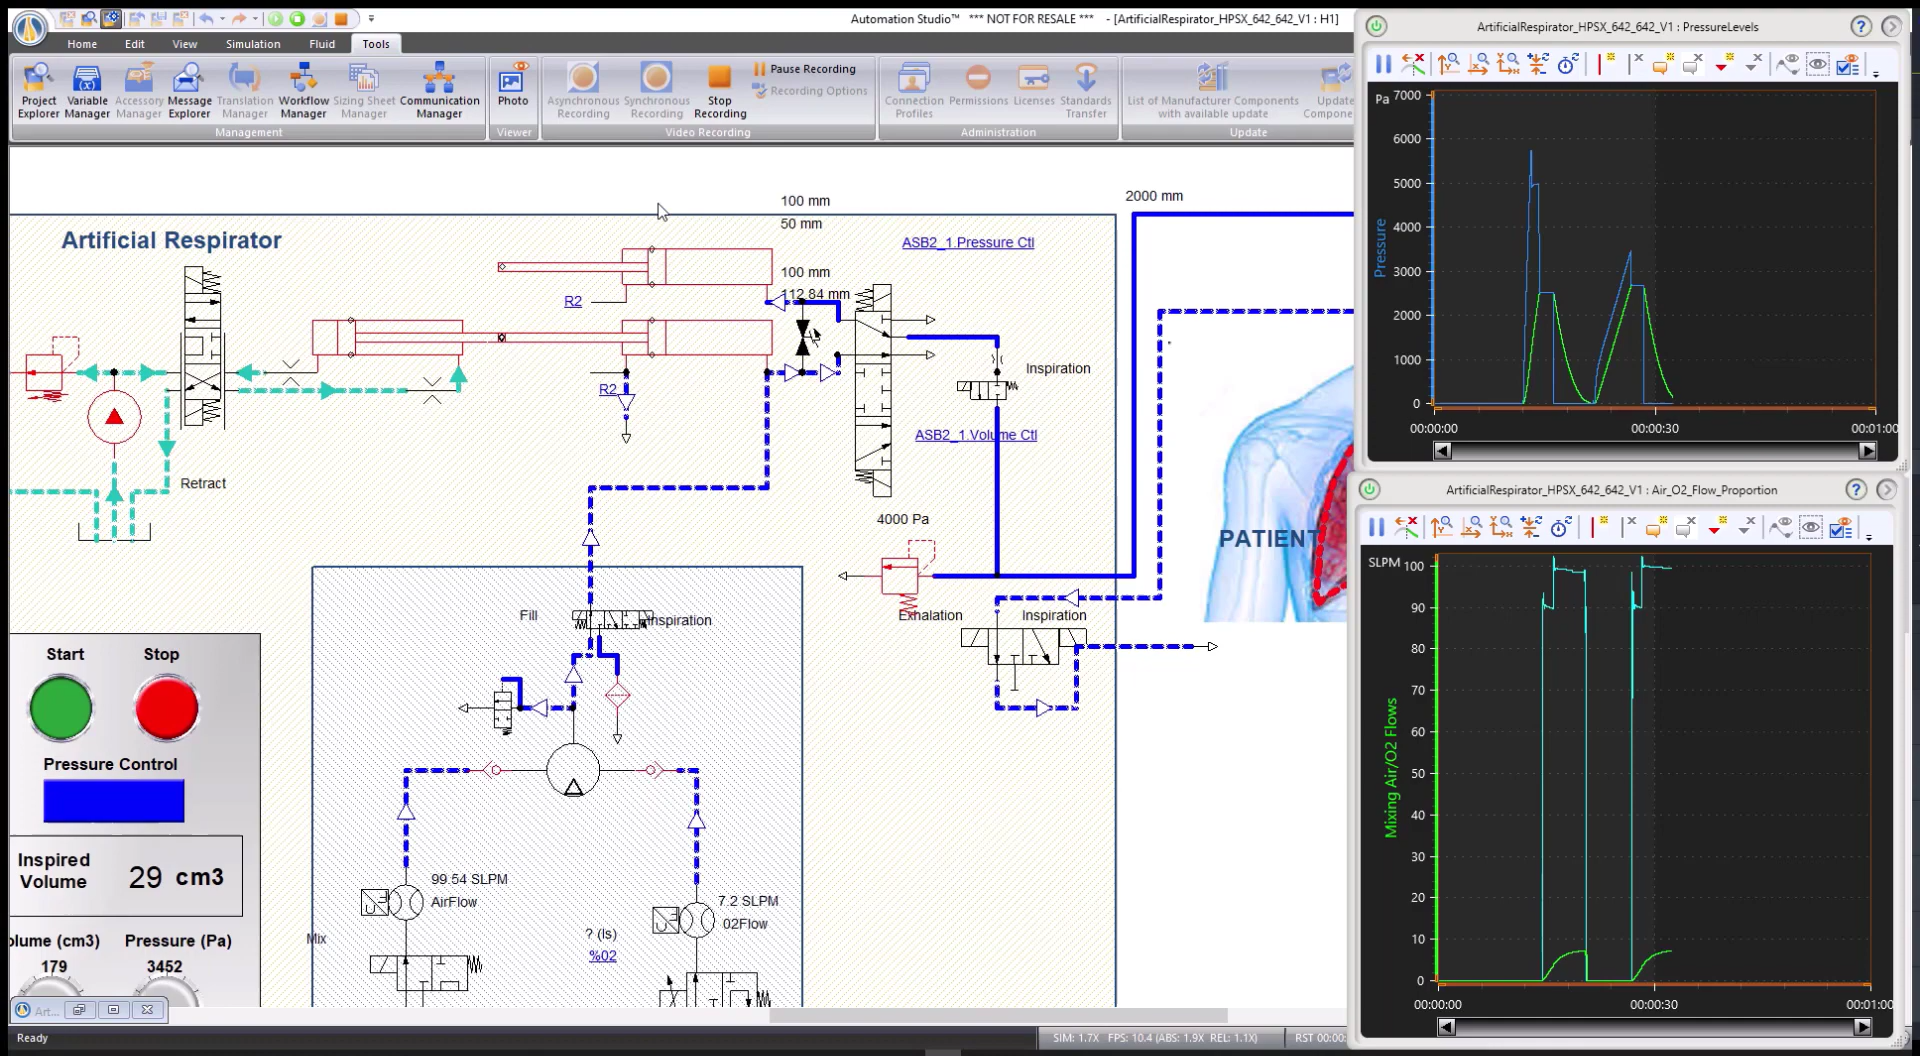 Automation Studio™ *** NOT FOR RESALE *** - [ArtificialRespirator_HPSX_642_642_V1 : H1]
Home Edit View Simulation Fluid Tools
Project Explorer
Variable Manager
Accessory Manager
Message Explorer
Translation Manager
Workflow Manager
Sizing Sheet Manager
Communication Manager
Management
Photo
Viewer
Asynchronous Recording
Synchronous Recording
Stop Recording
Pause Recording
Recording Options
Video Recording
Connection Profiles
Permissions
Licenses
Standards Transfer
Administration
List of Manufacturer Components with available update
Update
Compone
Update
Artificial Respirator
100 mm
50 mm
2000 mm
ASB2_1.Pressure Ctl
100 mm
112.84 mm
R2
R2
Inspiration
ASB2_1.Volume Ctl
Retract
4000 Pa
PATIENT
Fill
Inspiration
Exhalation
Inspiration
Start Stop
Pressure Control
Inspired Volume
29 cm3
olume (cm3) Pressure (Pa)
179 3452
Mix
99.54 SLPM
AirFlow
7.2 SLPM
02Flow
? (ls)
%02
Art...
Ready
SIM: 1.7X FPS: 10.4 (ABS: 1.9X REL: 1.1X)
RST 00:00:
ArtificialRespirator_HPSX_642_642_V1 : PressureLevels
?
Pa
7000
6000
5000
4000
3000
2000
1000
0
Pressure
00:00:00 00:00:30 00:01:00
ArtificialRespirator_HPSX_642_642_V1 : Air_O2_Flow_Proportion
?
SLPM
100
90
80
70
60
50
40
30
20
10
0
Mixing Air/O2 Flows
00:00:00 00:00:30 00:01:00